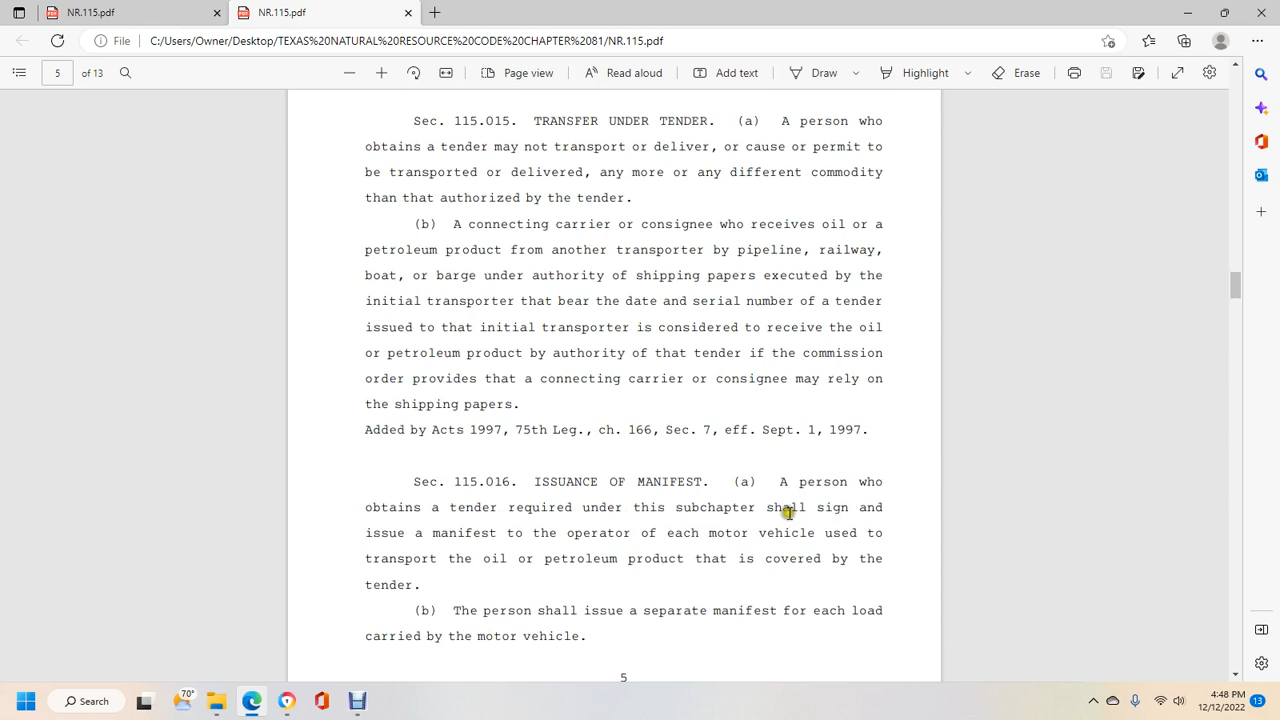 NR.115.pdf
NR.115.pdf
File C:/Users/Owner/Desktop/TEXAS%20NATURAL%20RESOURCE%20CODE%20CHAPTER%2081/NR.115.pdf
5 of 13 Page view Read aloud Add text Draw Highlight Erase
Sec. 115.015. TRANSFER UNDER TENDER. (a) A person who
obtains a tender may not transport or deliver, or cause or permit to
be transported or delivered, any more or any different commodity
than that authorized by the tender.
(b) A connecting carrier or consignee who receives oil or a
petroleum product from another transporter by pipeline, railway,
boat, or barge under authority of shipping papers executed by the
initial transporter that bear the date and serial number of a tender
issued to that initial transporter is considered to receive the oil
or petroleum product by authority of that tender if the commission
order provides that a connecting carrier or consignee may rely on
the shipping papers.
Added by Acts 1997, 75th Leg., ch. 166, Sec. 7, eff. Sept. 1, 1997.
Sec. 115.016. ISSUANCE OF MANIFEST. (a) A person who
obtains a tender required under this subchapter shall sign and
issue a manifest to the operator of each motor vehicle used to
transport the oil or petroleum product that is covered by the
tender.
(b) The person shall issue a separate manifest for each load
carried by the motor vehicle.
5
Search 70° 4:48 PM
12/12/2022 13